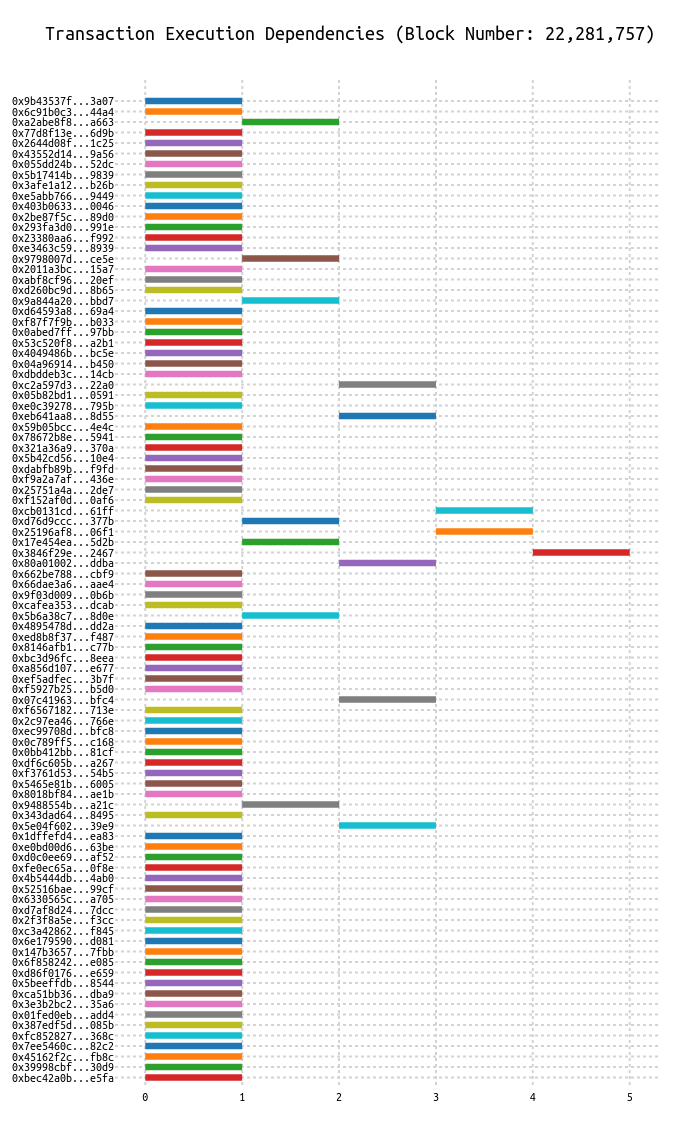 Transaction Execution Dependencies (Block Number: 22,281,757)
0x9b43537f...3a07
0x6c91b0c3...44a4
0xa2abe8f8...a663
0x77d8f13e...6d9b
0x2644d08f...1c25
0x43552d14...9a56
0x055dd24b...52dc
0x5b17414b...9839
0x3afe1a12...b26b
0xe5abb766...9449
0x403b0633...0046
0x2be87f5c...89d0
0x293fa3d0...991e
0x23380aa6...f992
0xe3463c59...8939
0x9798007d...ce5e
0x2011a3bc...15a7
0xabf8cf96...20ef
0xd260bc9d...8b65
0x9a844a20...bbd7
0xd64593a8...69a4
0xf87f7f9b...b033
0x0abed7ff...97bb
0x53c520f8...a2b1
0x4049486b...bc5e
0x04a96914...b450
0xdbddeb3c...14cb
0xc2a597d3...22a0
0x05b82bd1...0591
0xe0c39278...795b
0xeb641aa8...8d55
0x59b05bcc...4e4c
0x78672b8e...5941
0x321a36a9...370a
0x5b42cd56...10e4
0xdabfb89b...f9fd
0xf9a2a7af...436e
0x25751a4a...2de7
0xf152af0d...0af6
0xcb0131cd...61ff
0xd76d9ccc...377b
0x25196af8...06f1
0x17e454ea...5d2b
0x3846f29e...2467
0x80a01002...ddba
0x662be788...cbf9
0x66dae3a6...aae4
0x9f03d009...0b6b
0xcafea353...dcab
0x5b6a38c7...8d0e
0x4895478d...dd2a
0xed8b8f37...f487
0x8146afb1...c77b
0xbc3d96fc...8eea
0xa856d107...e677
0xef5adfec...3b7f
0xf5927b25...b5d0
0x07c41963...bfc4
0xf6567182...713e
0x2c97ea46...766e
0xec99708d...bfc8
0x0c789ff5...c168
0x0bb412bb...81cf
0xdf6c605b...a267
0xf3761d53...54b5
0x5465e81b...6005
0x8018bf84...ae1b
0x9488554b...a21c
0x343dad64...8495
0x5e04f602...39e9
0x1dffefd4...ea83
0xe0bd00d6...63be
0xd0c0ee69...af52
0xfe0ec65a...0f8e
0x4b5444db...4ab0
0x52516bae...99cf
0x6330565c...a705
0xd7af8d24...7dcc
0x2f3f8a5e...f3cc
0xc3a42862...f845
0x6e179590...d081
0x147b3657...7fbb
0x6f858242...e085
0xd86f0176...e659
0x5beeffdb...8544
0xca51bb36...dba9
0x3e3b2bc2...35a6
0x01fed0eb...add4
0x387edf5d...085b
0xfc852827...368c
0x7ee5460c...82c2
0x45162f2c...fb8c
0x39998cbf...30d9
0xbec42a0b...e5fa
0 1 2 3 4 5